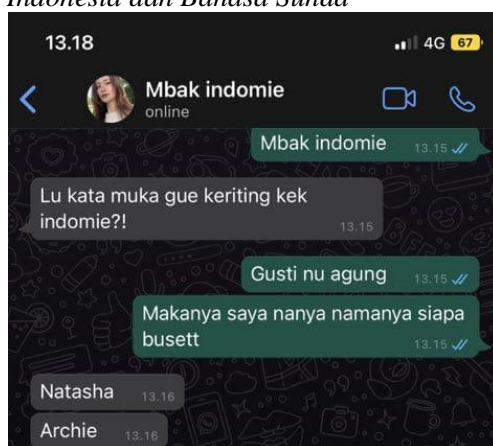 Indonesia dan Bahasa Sunda
13.18
4G 67
Mbak indomie
online
Mbak indomie 13.15
Lu kata muka gue keriting kek
indomie?! 13.15
Gusti nu agung 13.15
Makanya saya nanya namanya siapa
busett 13.15
Natasha 13.16
Archie 13.16